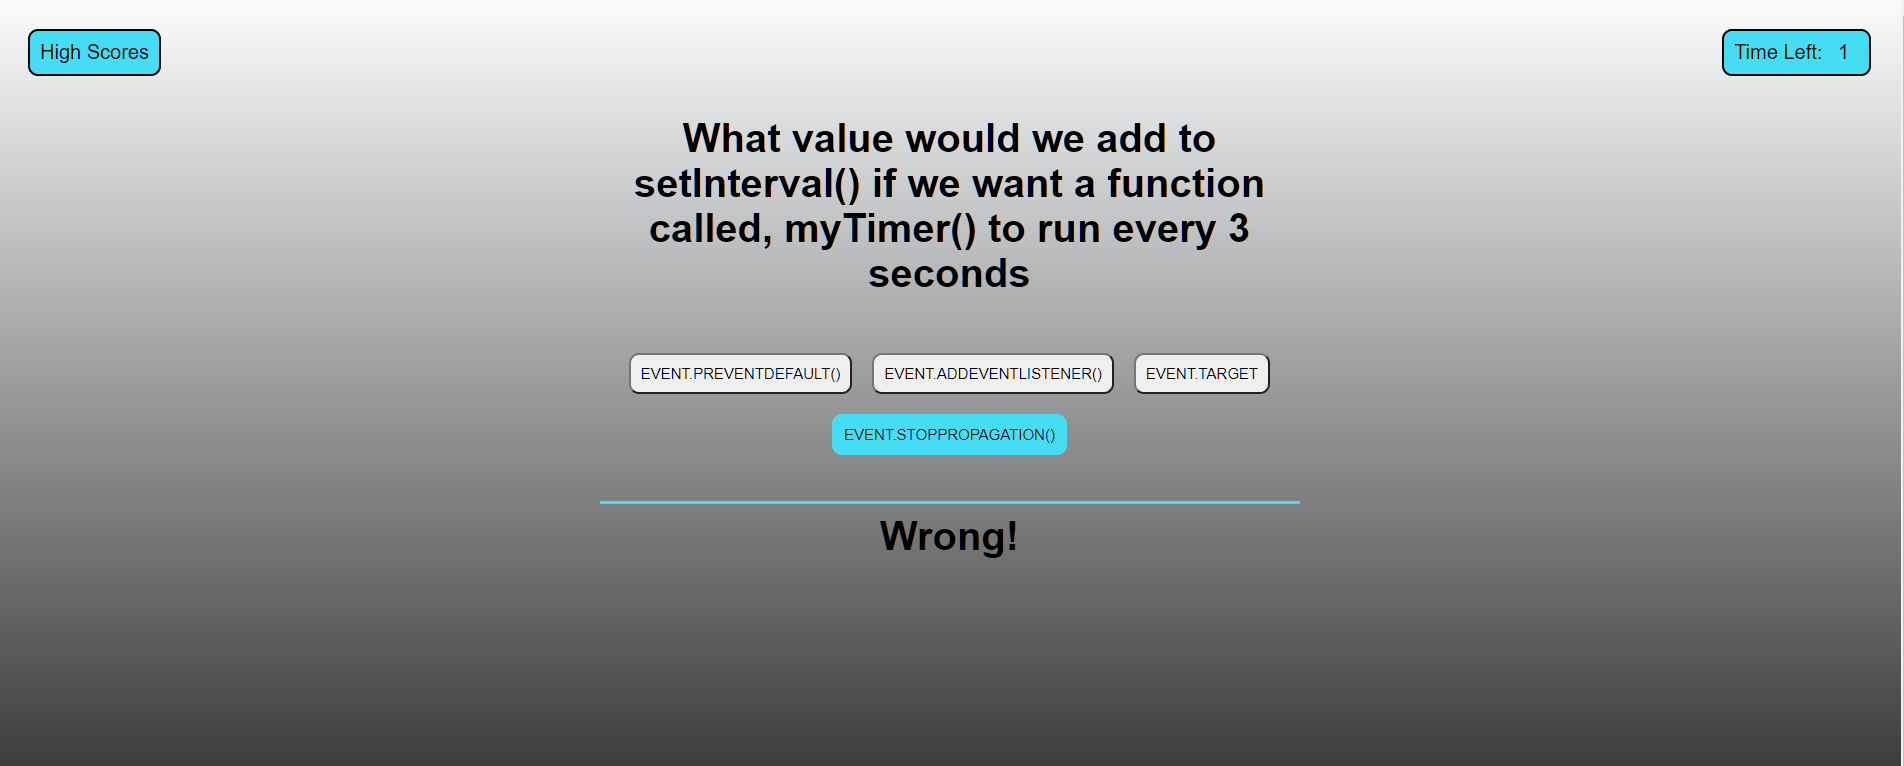 High Scores
Time Left: 1
What value would we add to
setInterval() if we want a function
called, myTimer() to run every 3
seconds
EVENT.PREVENTDEFAULT()
EVENT.ADDEVENTLISTENER()
EVENT.TARGET
EVENT.STOPPROPAGATION()
Wrong!